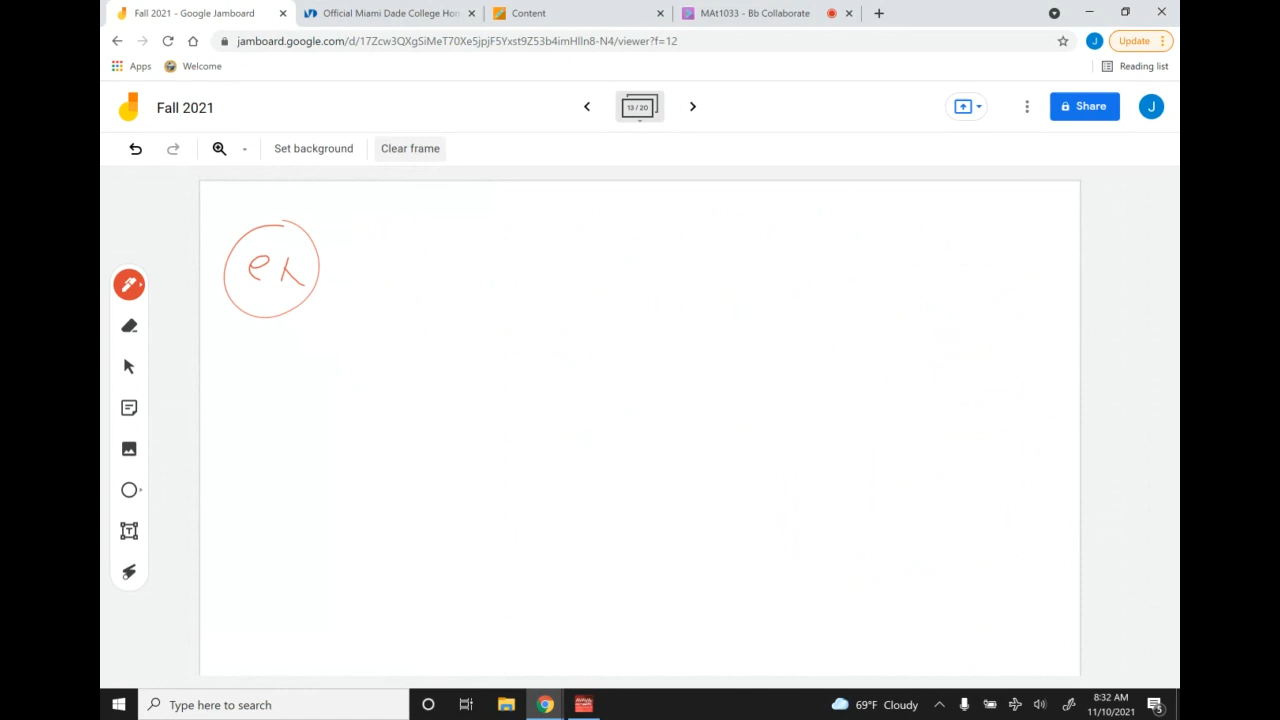 Fall 2021 - Google Jamboard
Official Miami Dade College Hon
Content
MAt1033 - Bb Collaborate
jamboard.google.com/d/17Zcw3QXgSiMeT70Xe5jpjF5Yxst9Z53b4imHlln8-N4/viewer?f=12
J
Update
Apps
Welcome
Reading list
Fall 2021
13 / 20
Share
J
Set background
Clear frame
ex
Type here to search
69°F Cloudy
8:32 AM
11/10/2021
5